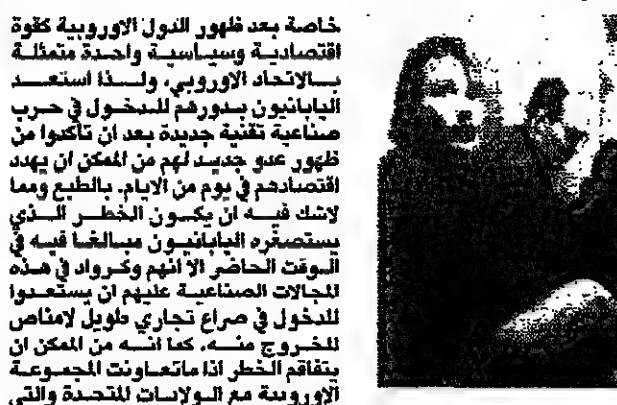 خاصة بعد ظهور الدول الاوروبية كقوة
اقتصادية وسياسية واحدة متمثلة
بالاتحاد الاوروبي، ولذا استعد
اليابانيون بدورهم للدخول في حرب
صناعية تقنية جديدة بعد ان تأكدوا من
ظهور عدو جديد لهم من الممكن ان يهدد
اقتصادهم في يوم من الايام. بالطبع ومما
لاشك فيه ان يكون الخطر الذي
يستصغره اليابانيون مبالغا فيه في
الوقت الحاضر الا انهم وكرواد في هذه
المجالات الصناعية عليهم ان يستعدوا
للدخول في صراع تجاري طويل لامناص
للخروج منه. كما انه من الممكن ان
يتفاقم الخطر اذا ماتعاونت المجموعة
الاوروبية مع الولايات المتحدة والتي